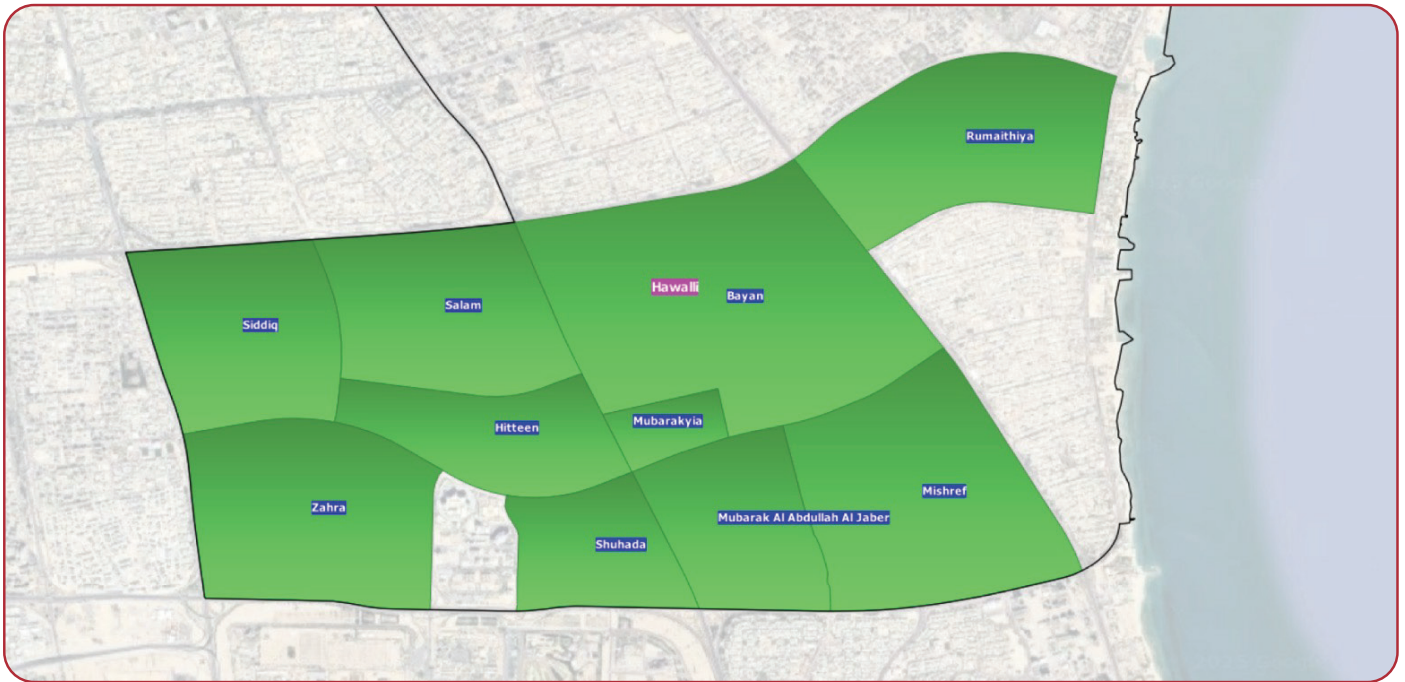 Rumaithiya
Hawalli
Bayan
Salam
Siddiq
Mubarakyia
Hitteen
Mishref
Zahra
Mubarak Al Abdullah Al Jaber
Shuhada